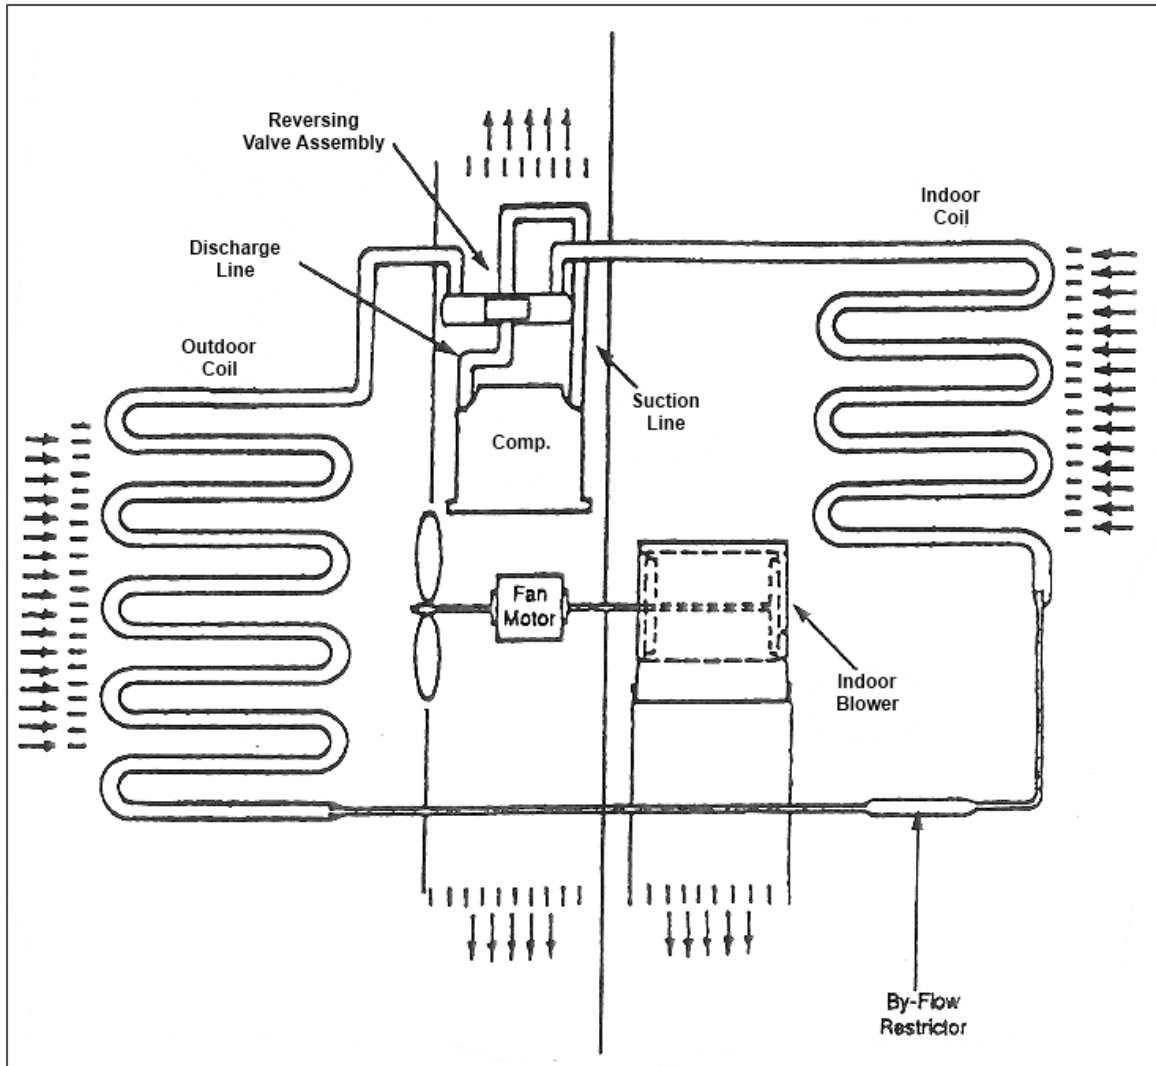 Reversing
Valve Assembly
Indoor
Coil
Discharge
Line
Outdoor
Coil
Suction
Line
Comp.
Fan
Motor
Indoor
Blower
By-Flow
Restrictor